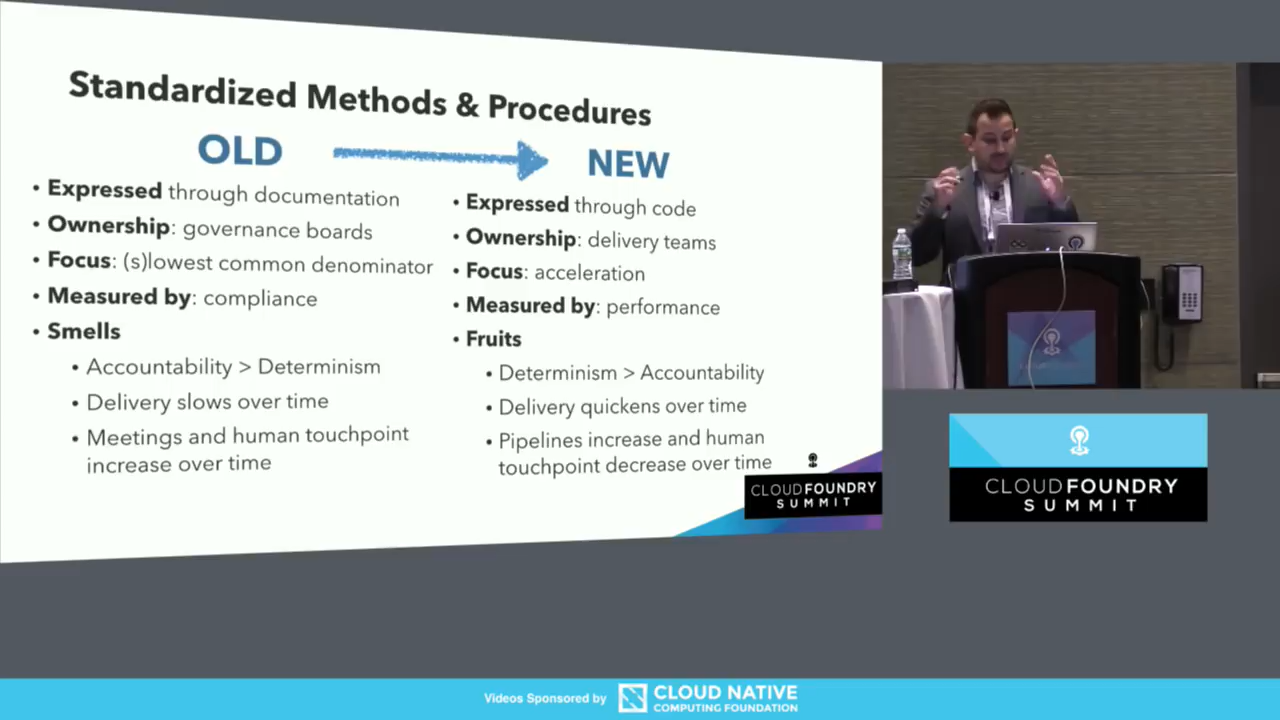 Standardized Methods & Procedures
OLD
• Expressed through documentation
• Ownership: governance boards
• Focus: (s)lowest common denominator
• Measured by: compliance
• Smells
• Accountability > Determinism
• Delivery slows over time
• Meetings and human touchpoint
increase over time
NEW
• Expressed through code
• Ownership: delivery teams
• Focus: acceleration
• Measured by: performance
• Fruits
• Determinism > Accountability
• Delivery quickens over time
• Pipelines increase and human
touchpoint decrease over time
CLOUDFOUNDRY
SUMMIT
CLOUDFOUNDRY
SUMMIT
Videos Sponsored by
CLOUD NATIVE
COMPUTING FOUNDATION